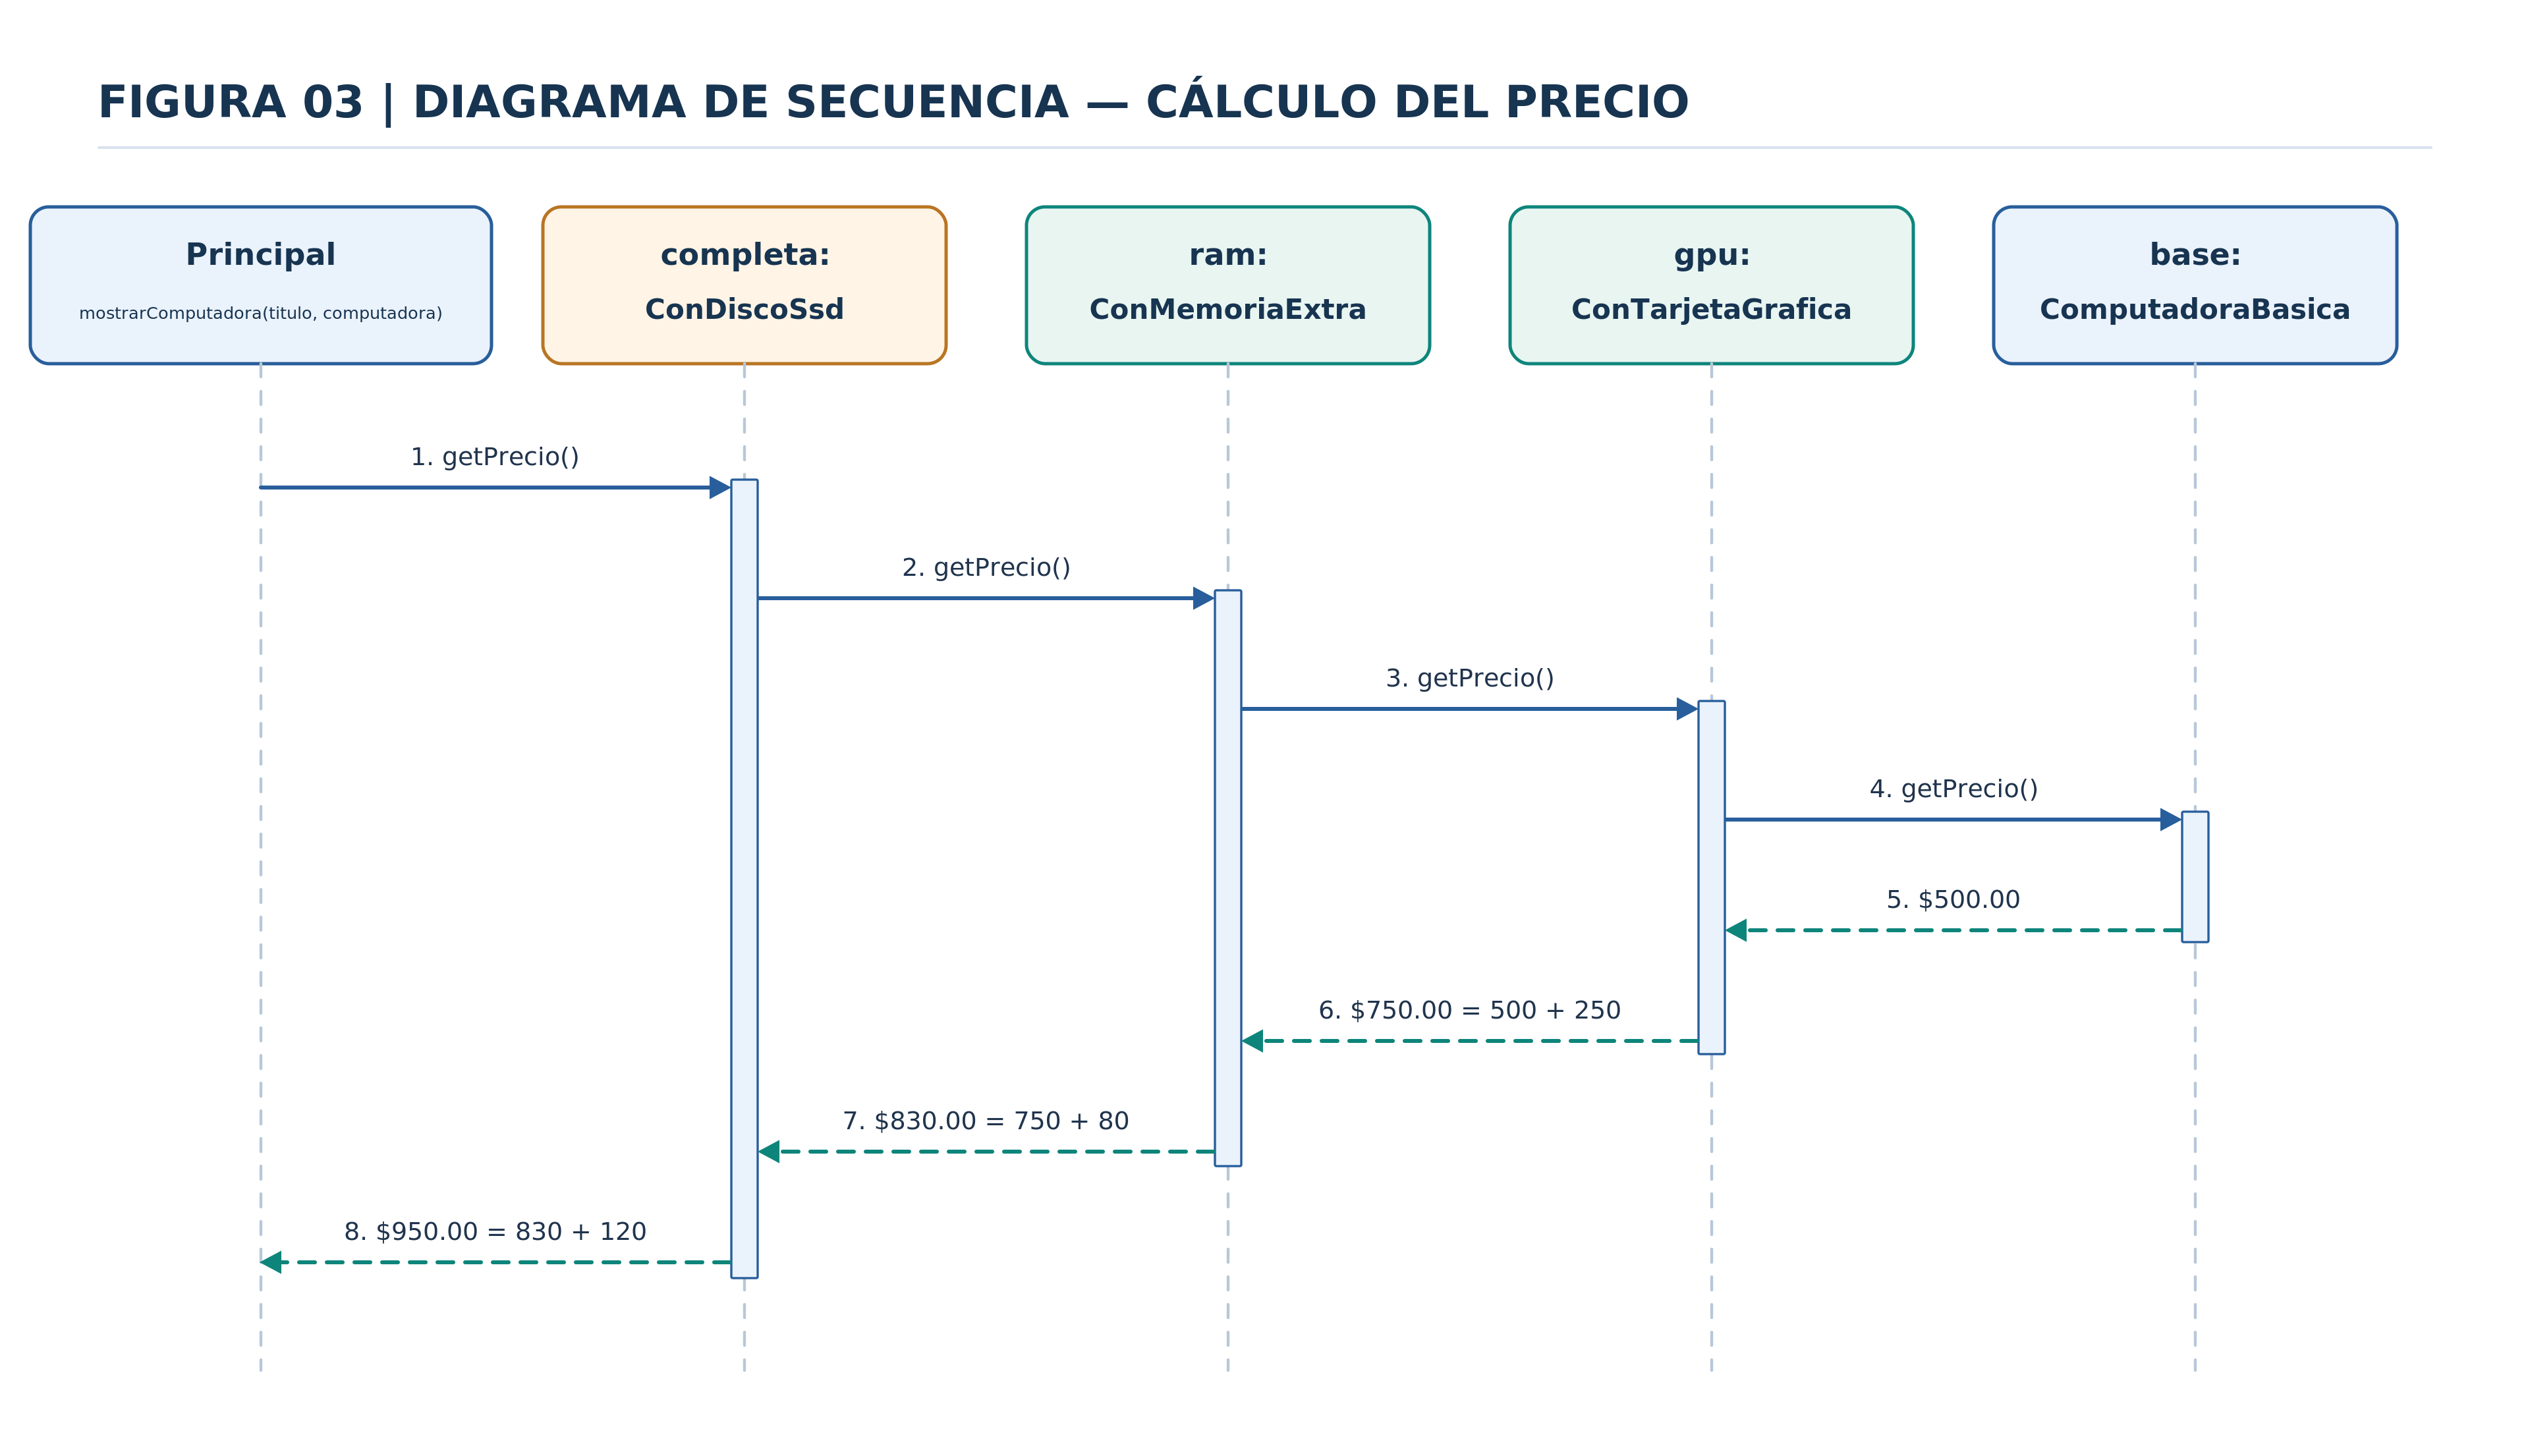 FIGURA 03 | DIAGRAMA DE SECUENCIA — CÁLCULO DEL PRECIO
Principal
mostrarComputadora(titulo, computadora)
completa:
ConDiscoSsd
ram:
ConMemoriaExtra
gpu:
ConTarjetaGrafica
base:
ComputadoraBasica
1. getPrecio()
2. getPrecio()
3. getPrecio()
4. getPrecio()
5. $500.00
6. $750.00 = 500 + 250
7. $830.00 = 750 + 80
8. $950.00 = 830 + 120